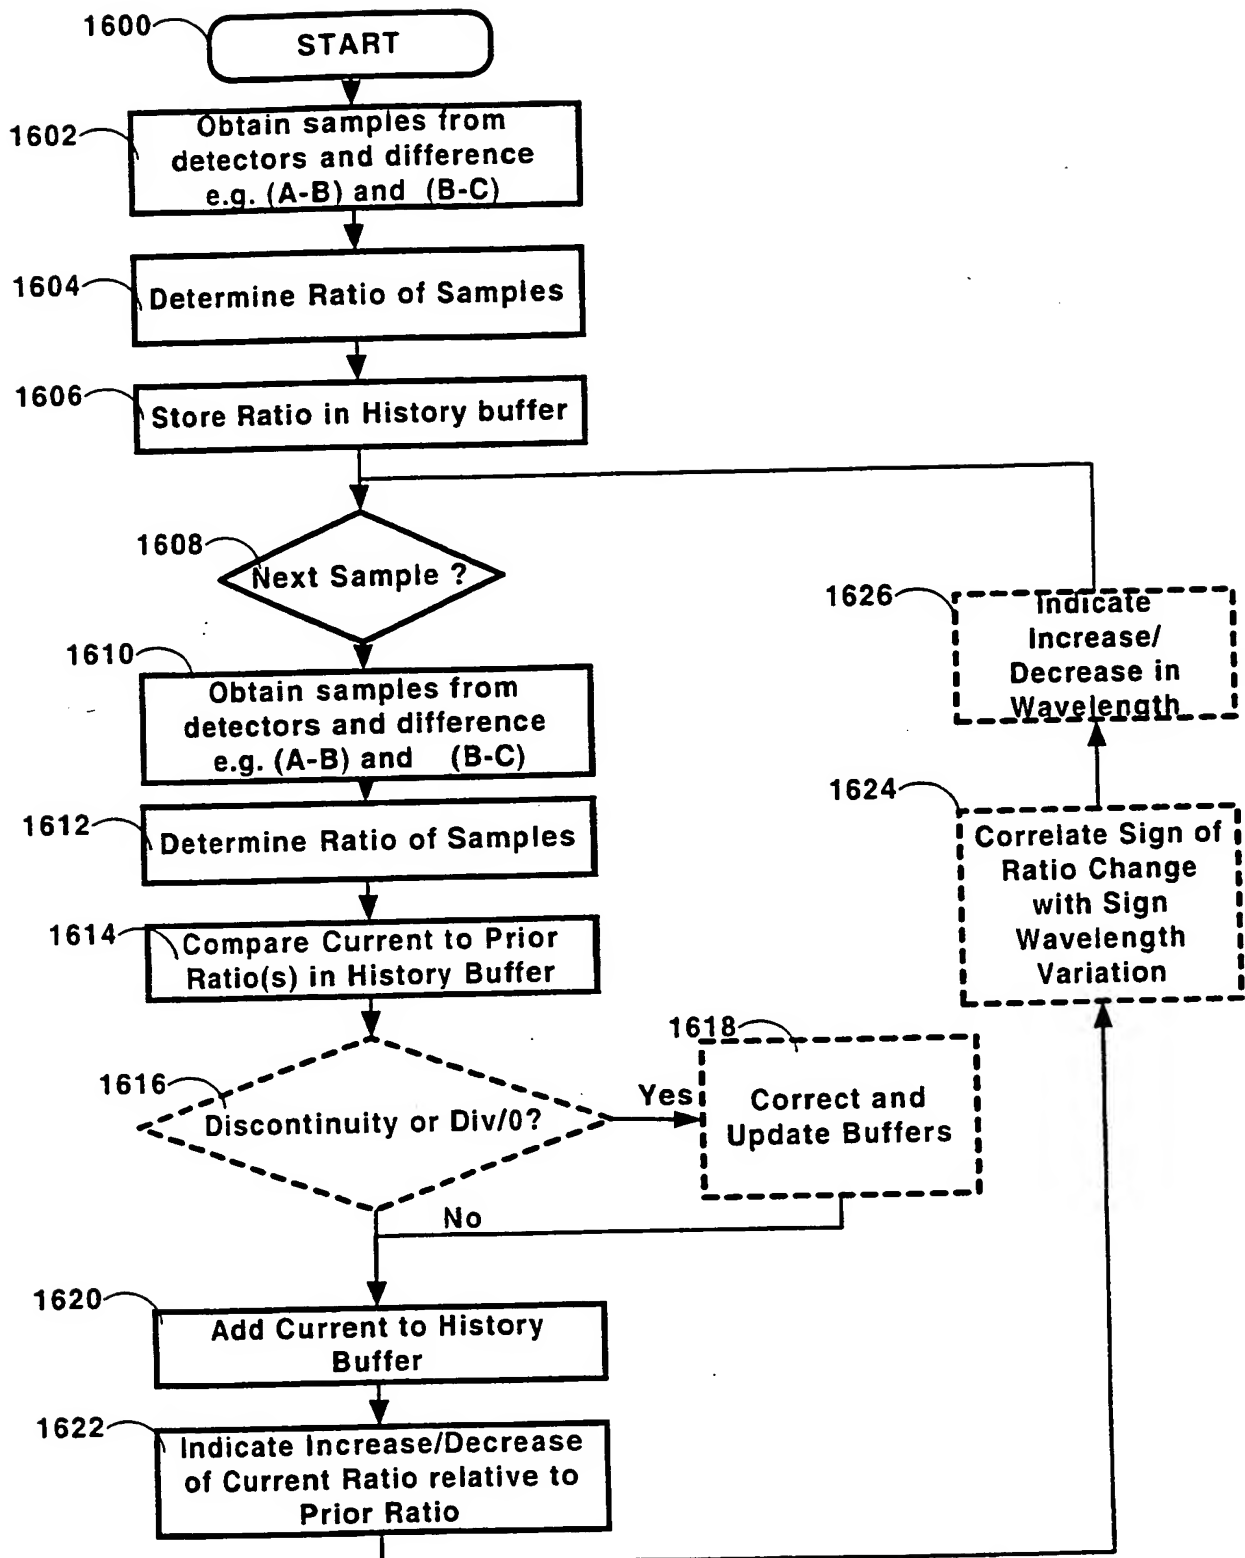 1600
START
1602
Obtain samples from
detectors and difference
e.g. (A-B) and (B-C)
1604
Determine Ratio of Samples
1606
Store Ratio in History buffer
1608
Next Sample ?
1610
Obtain samples from
detectors and difference
e.g. (A-B) and (B-C)
1612
Determine Ratio of Samples
1614
Compare Current to Prior
Ratio(s) in History Buffer
1616
Discontinuity or Div/0?
Yes
No
1618
Correct and
Update Buffers
1620
Add Current to History
Buffer
1622
Indicate Increase/Decrease
of Current Ratio relative to
Prior Ratio
1624
Correlate Sign of
Ratio Change
with Sign
Wavelength
Variation
1626
Indicate
Increase/
Decrease in
Wavelength